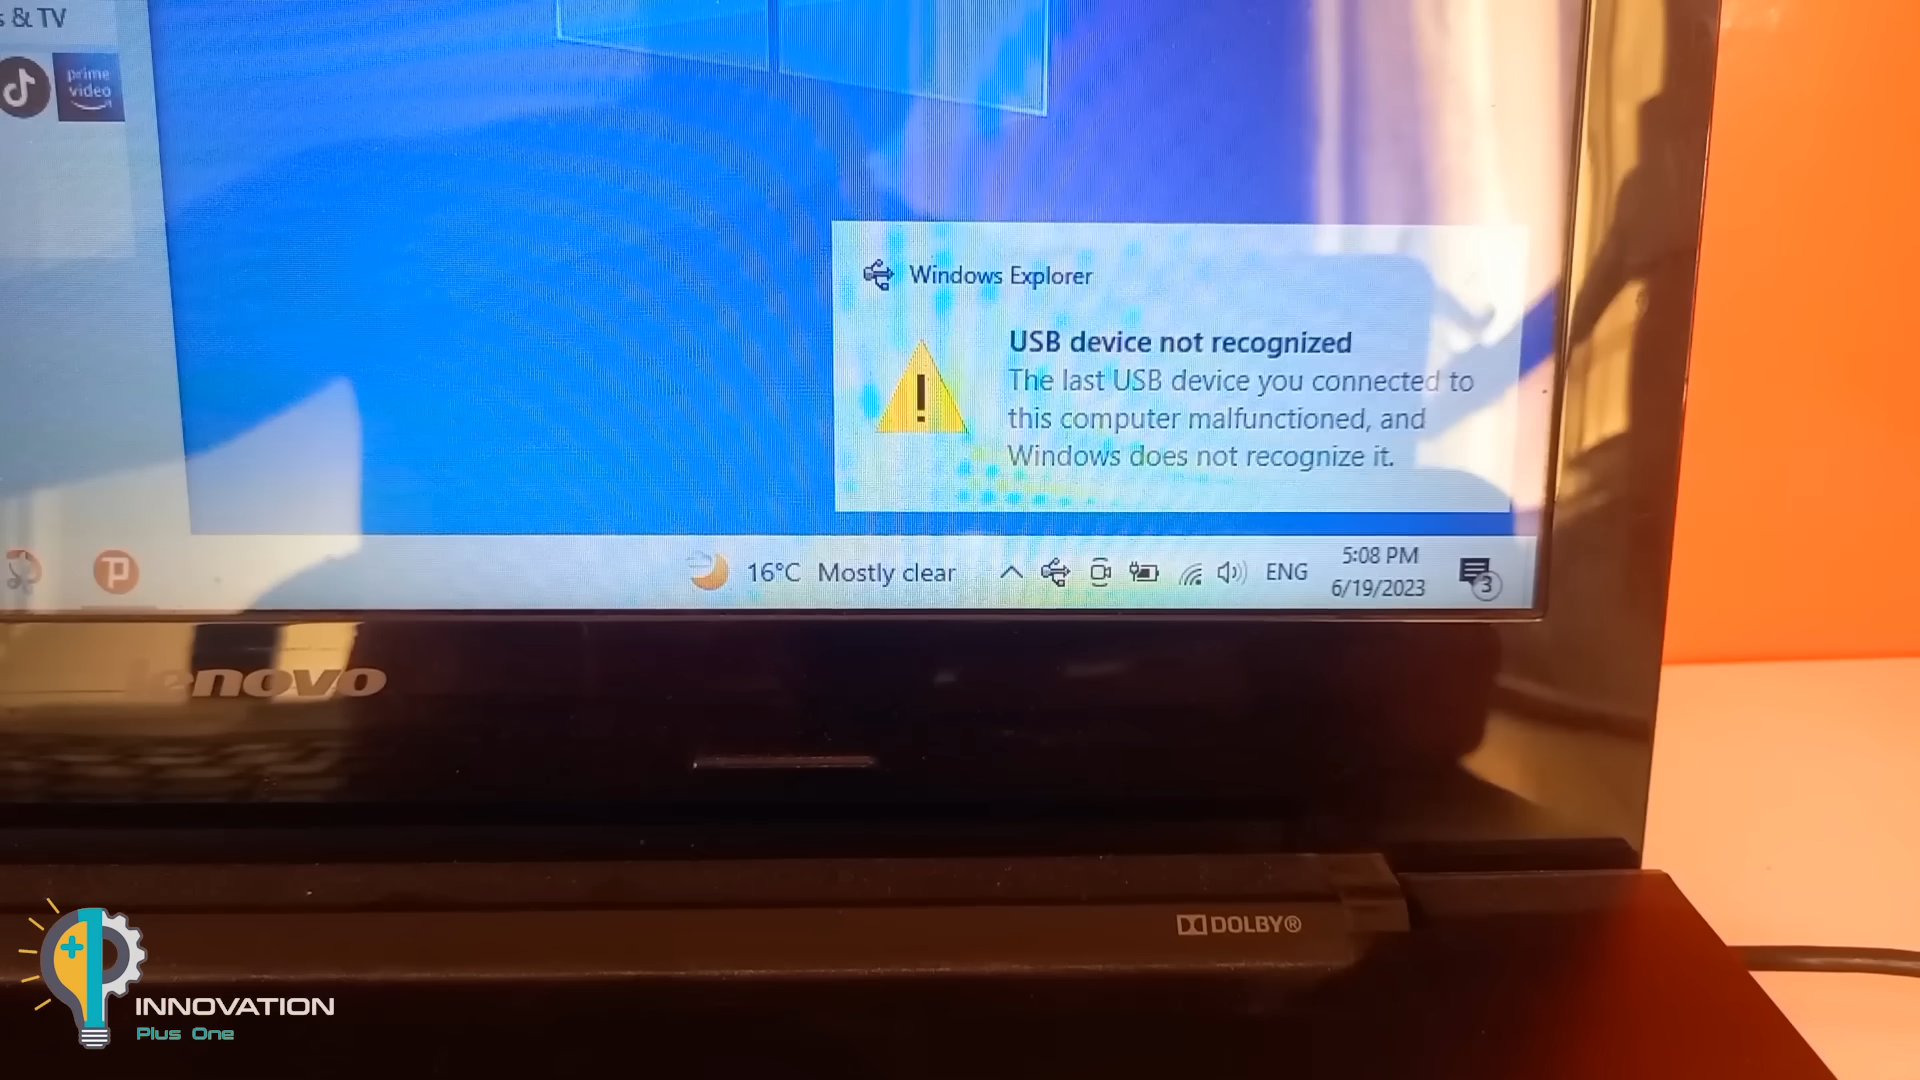 s & TV
prime
video
Windows Explorer
USB device not recognized
The last USB device you connected to
this computer malfunctioned, and
Windows does not recognize it.
16°C Mostly clear
ENG
5:08 PM
6/19/2023
3
lenovo
DOLBY®
INNOVATION
Plus One